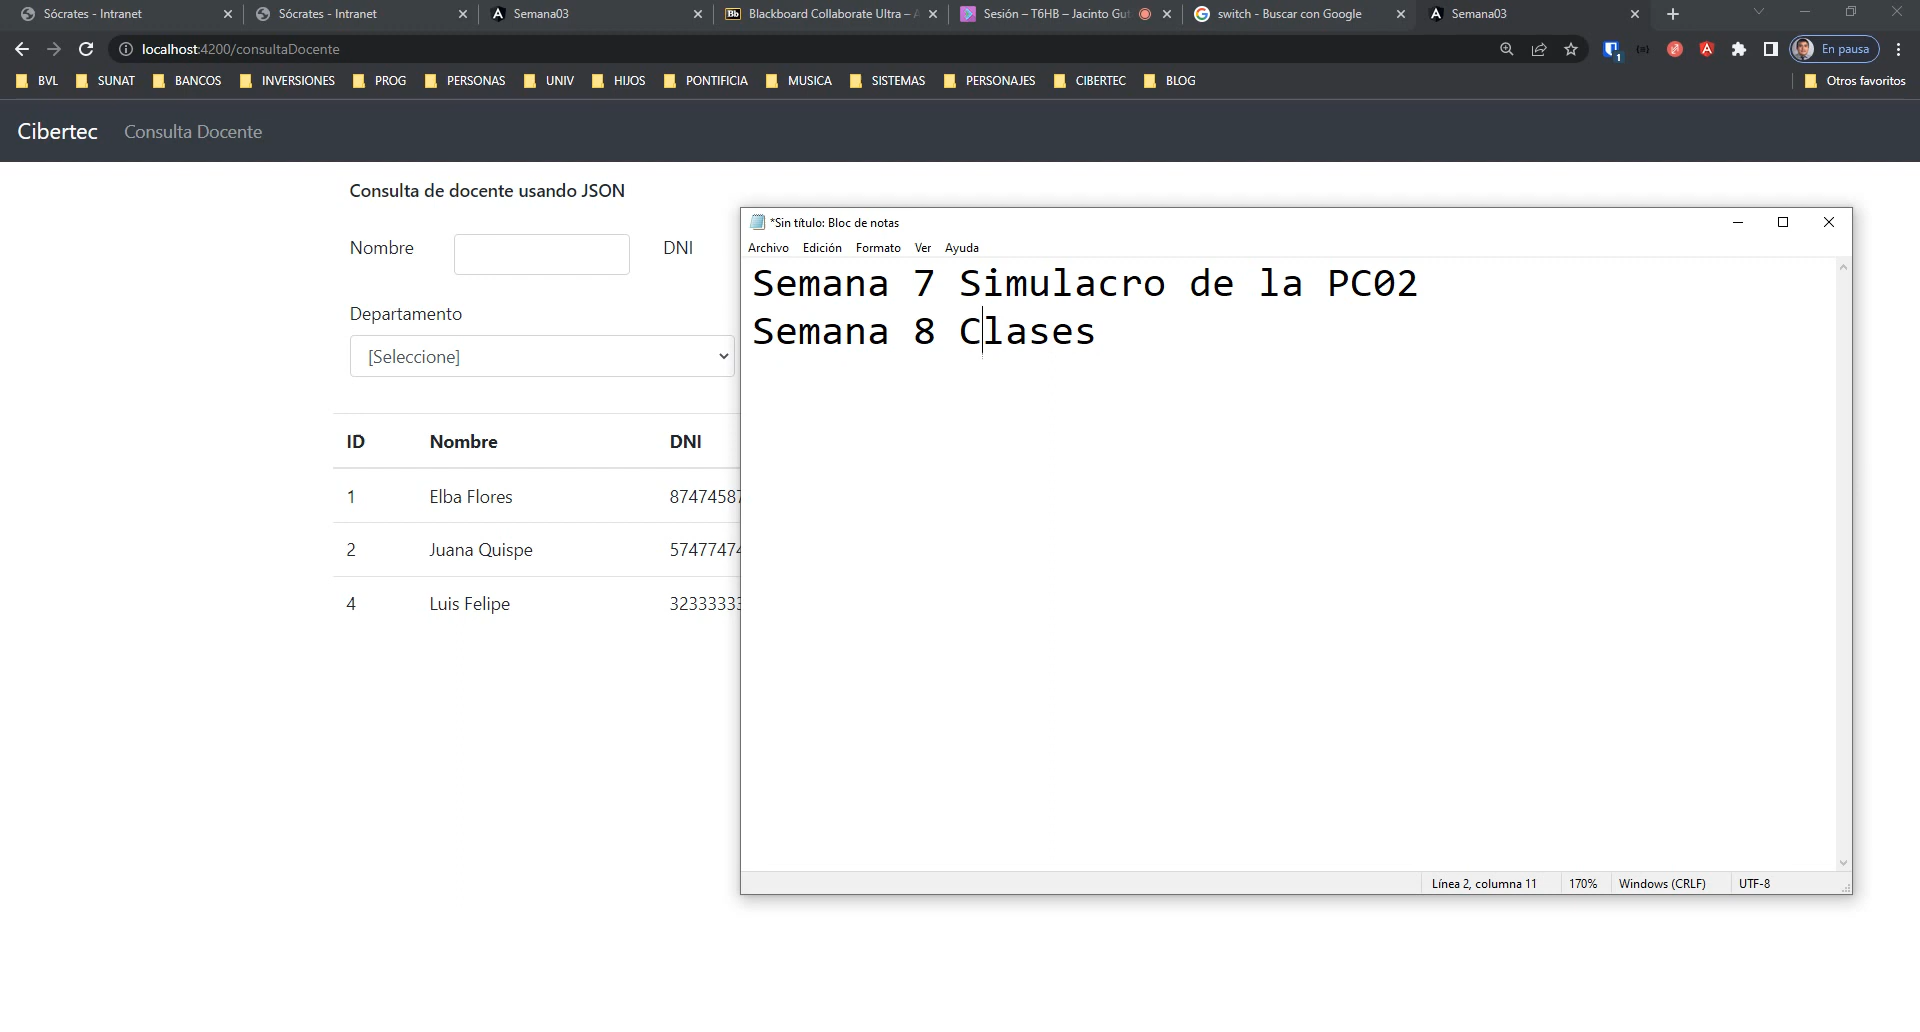 Sócrates - Intranet
Sócrates - Intranet
Semana03
Blackboard Collaborate Ultra –
Sesión – T6HB – Jacinto
switch - Buscar con Google
Semana03
localhost:4200/consultaDocente
En pausa
BVL SUNAT BANCOS INVERSIONES PROG PERSONAS UNIV HIJOS PONTIFICIA MUSICA SISTEMAS PERSONAJES CIBERTEC BLOG Otros favoritos
Cibertec Consulta Docente
Consulta de docente usando JSON
Nombre DNI
Departamento
[Seleccione]
ID Nombre DNI
1 Elba Flores 8747458
2 Juana Quispe 5747747
4 Luis Felipe 3233333
*Sin título: Bloc de notas
Archivo Edición Formato Ver Ayuda
Semana 7 Simulacro de la PC02
Semana 8 Clases
Línea 2, columna 11 170% Windows (CRLF) UTF-8